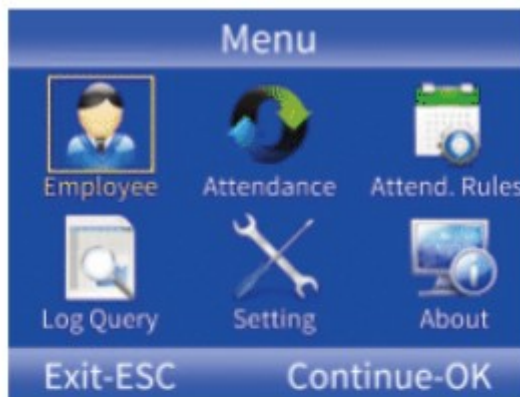 Menu
Employee Attendance Attend. Rules
Log Query Setting About
Exit-ESC Continue-OK